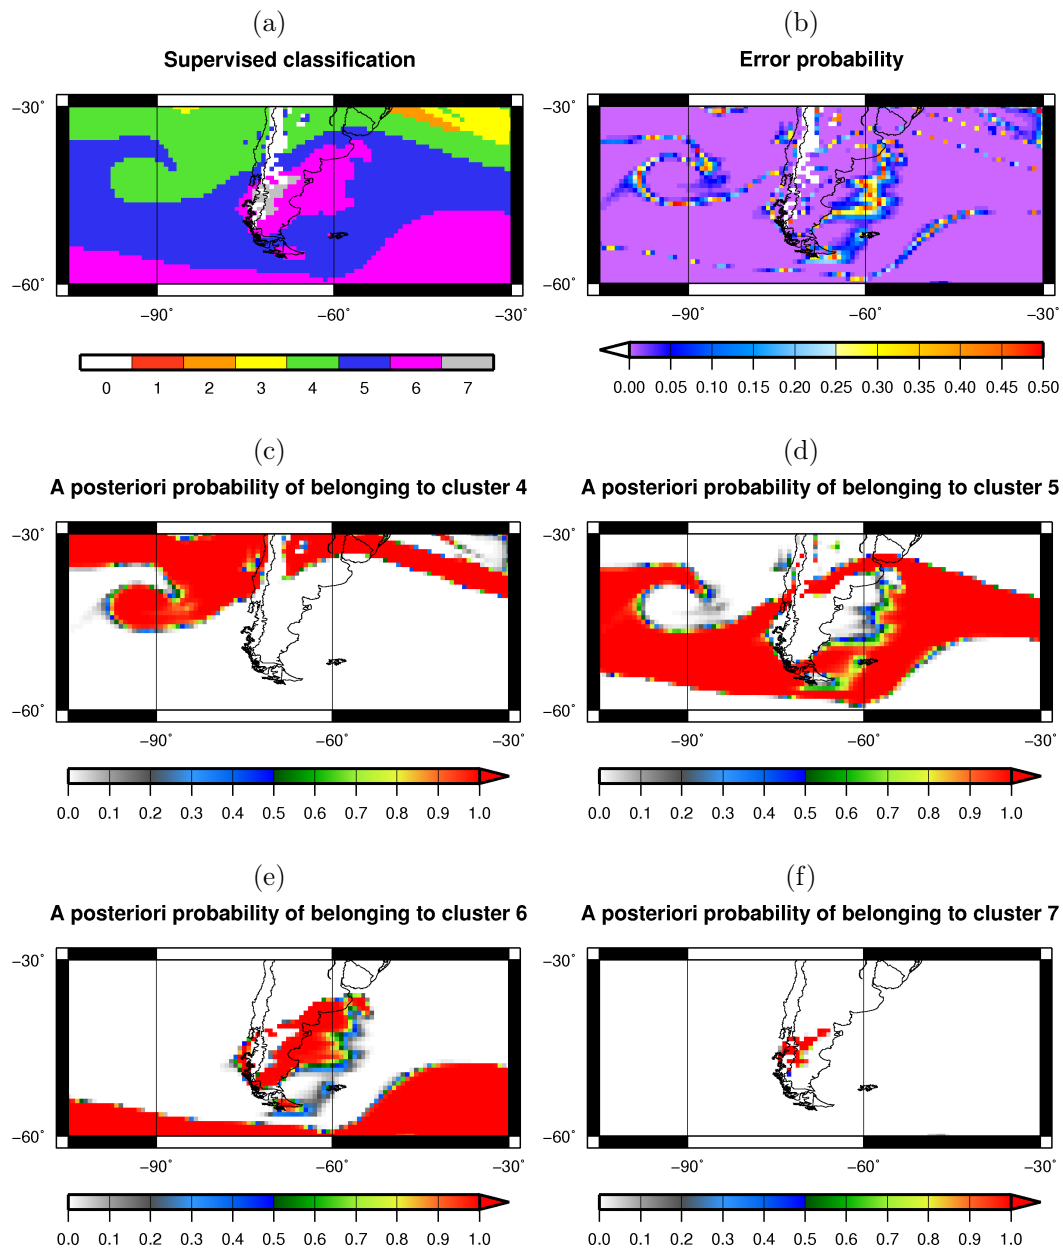 (a)
Supervised classification
−30˚
−60˚
−90˚ −60˚ −30˚
0 1 2 3 4 5 6 7
(b)
Error probability
−30˚
−60˚
−90˚ −60˚ −30˚
0.00 0.05 0.10 0.15 0.20 0.25 0.30 0.35 0.40 0.45 0.50
(c)
A posteriori probability of belonging to cluster 4
−30˚
−60˚
−90˚ −60˚ −30˚
0.0 0.1 0.2 0.3 0.4 0.5 0.6 0.7 0.8 0.9 1.0
(d)
A posteriori probability of belonging to cluster 5
−30˚
−60˚
−90˚ −60˚ −30˚
0.0 0.1 0.2 0.3 0.4 0.5 0.6 0.7 0.8 0.9 1.0
(e)
A posteriori probability of belonging to cluster 6
−30˚
−60˚
−90˚ −60˚ −30˚
0.0 0.1 0.2 0.3 0.4 0.5 0.6 0.7 0.8 0.9 1.0
(f)
A posteriori probability of belonging to cluster 7
−30˚
−60˚
−90˚ −60˚ −30˚
0.0 0.1 0.2 0.3 0.4 0.5 0.6 0.7 0.8 0.9 1.0